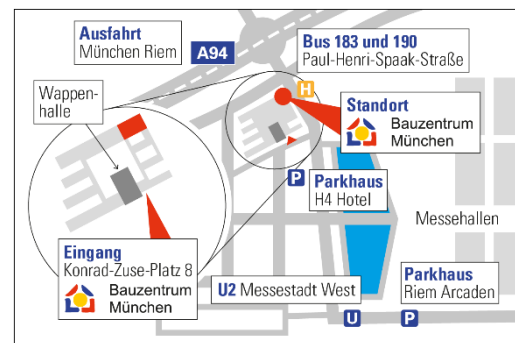 Ausfahrt
München Riem
A94
Bus 183 und 190
Paul-Henri-Spaak-Straße
H
Wappen-
halle
Standort
Bauzentrum
München
P
Parkhaus
H4 Hotel
Messehallen
Eingang
Konrad-Zuse-Platz 8
Bauzentrum
München
U2 Messestadt West
Parkhaus
Riem Arcaden
U
P